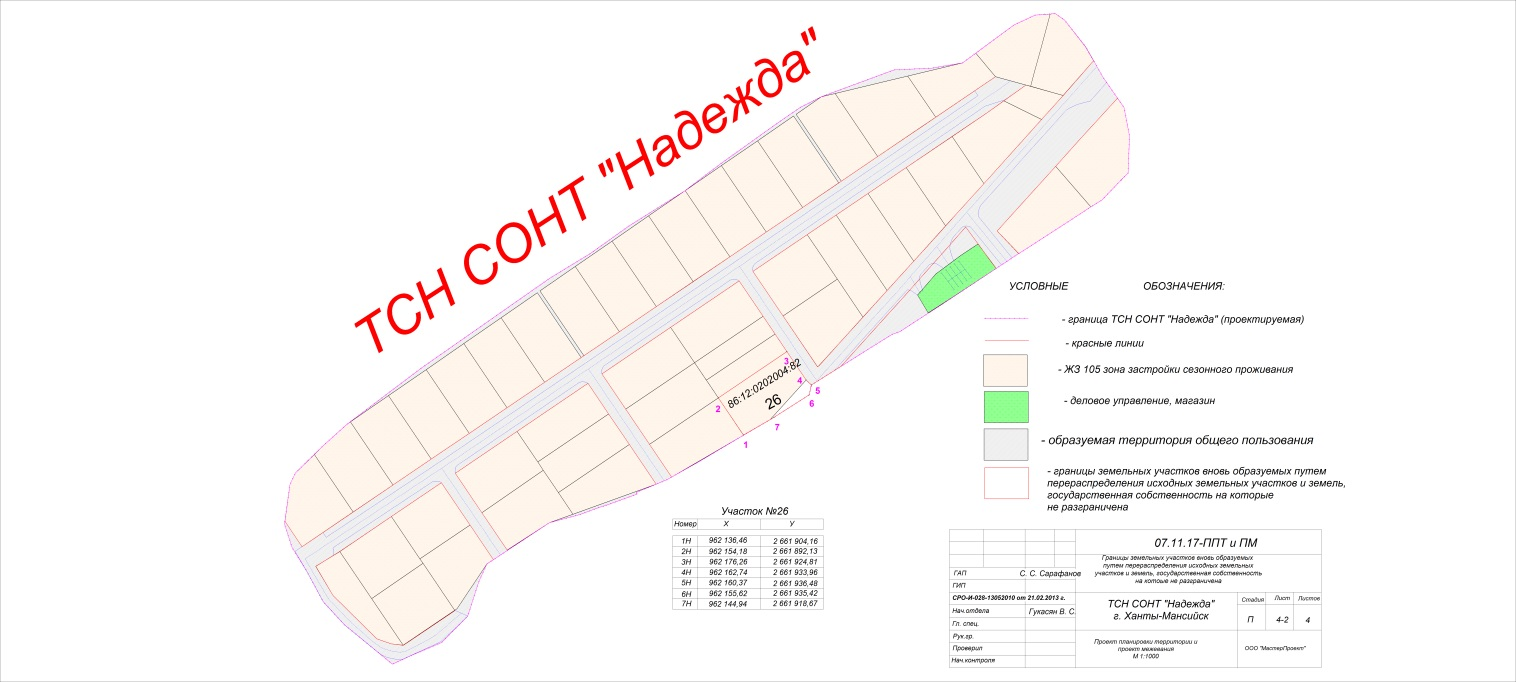 ТСН СОНТ "Надежда"
86:12:0202004:82
26
3
4
5
6
2
7
1
УСЛОВНЫЕ ОБОЗНАЧЕНИЯ:
- граница ТСН СОНТ "Надежда" (проектируемая)
- красные линии
- ЖЗ 105 зона застройки сезонного проживания
- деловое управление, магазин
- образуемая территория общего пользования
- границы земельных участков вновь образуемых путем
перераспределения исходных земельных участков и земель,
государственная собственность на которые
не разграничена
Участок №26
Номер X У
1Н 962 136,46 2 661 904,16
2Н 962 154,18 2 661 892,13
3Н 962 176,26 2 661 924,81
4Н 962 162,74 2 661 933,96
5Н 962 160,37 2 661 936,48
6Н 962 155,62 2 661 935,42
7Н 962 144,94 2 661 918,67
07.11.17-ППТ и ПМ
Границы земельных участков вновь образуемых
путем перераспределения исходных земельных
участков и земель, государственная собственность
на котоые не разграничена
ГАП С. С. Сарафанов
ГИП
СРО-И-028-13052010 от 21.02.2013 г.
Нач.отдела Гукасян В. С.
Гл. спец.
Рук.гр.
Проверил
Нач.контроля
ТСН СОНТ "Надежда"
г. Ханты-Мансийск
Стадия Лист Листов
П 4-2 4
Проект планировки территории и
проект межевания
М 1:1000
ООО "МастерПроект"